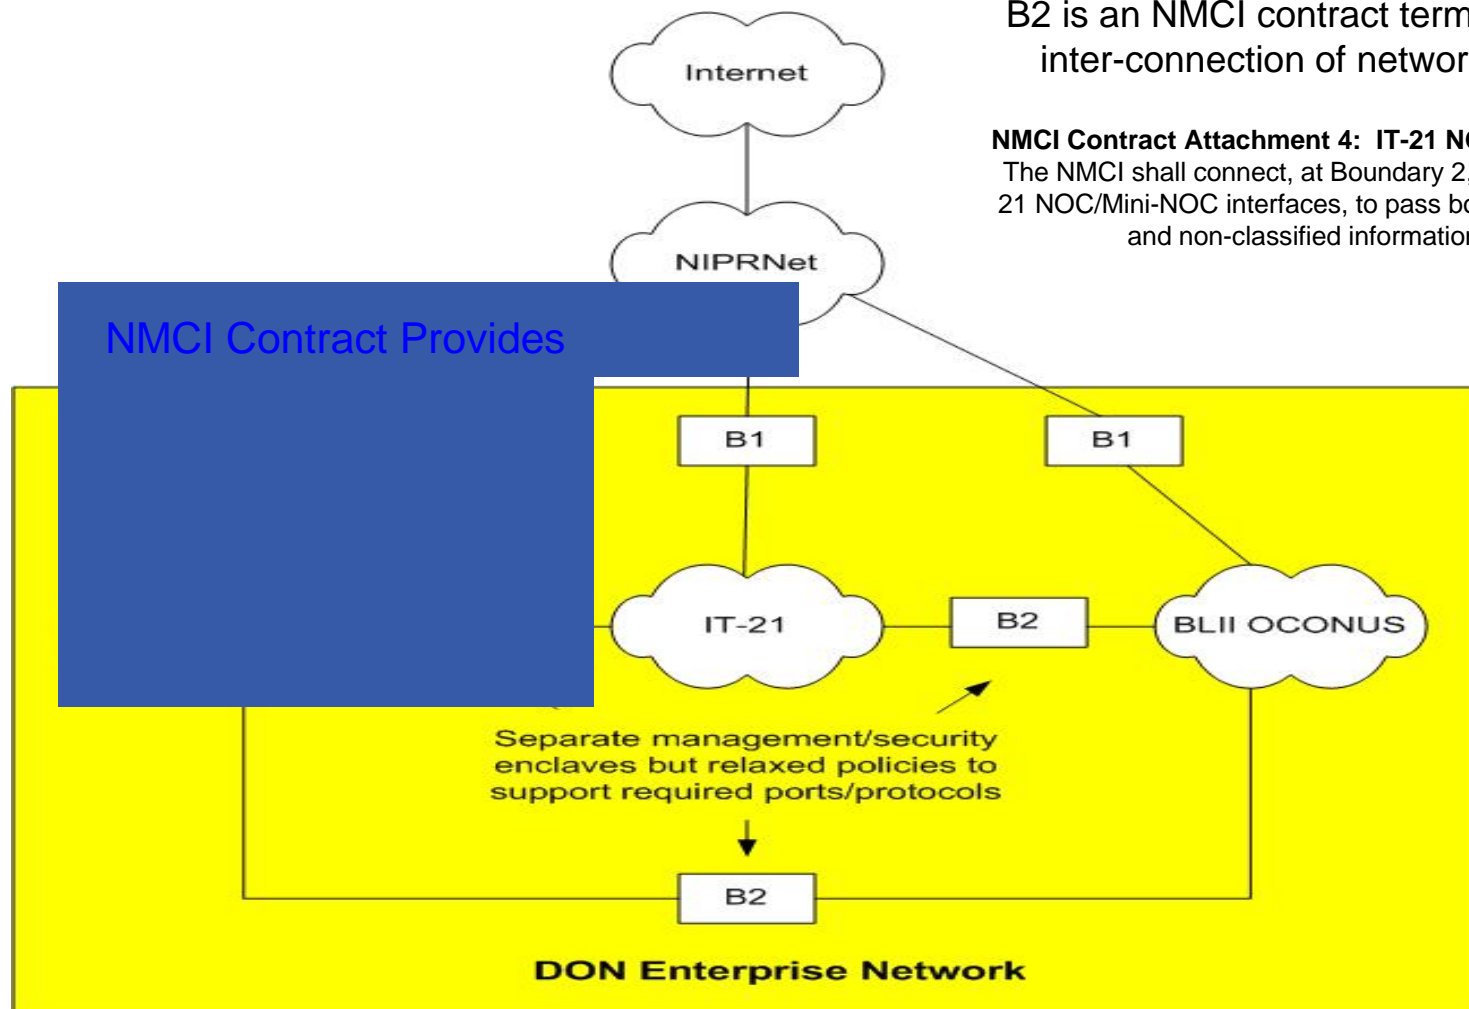 B2 is an NMCI contract term
inter-connection of networ
Internet
NMCI Contract Attachment 4: IT-21 NO
The NMCI shall connect, at Boundary 2,
21 NOC/Mini-NOC interfaces, to pass bo
and non-classified information
NIPRNet
NMCI Contract Provides
B1
B1
IT-21
B2
BLII OCONUS
Separate management/security
enclaves but relaxed policies to
support required ports/protocols
B2
DON Enterprise Network